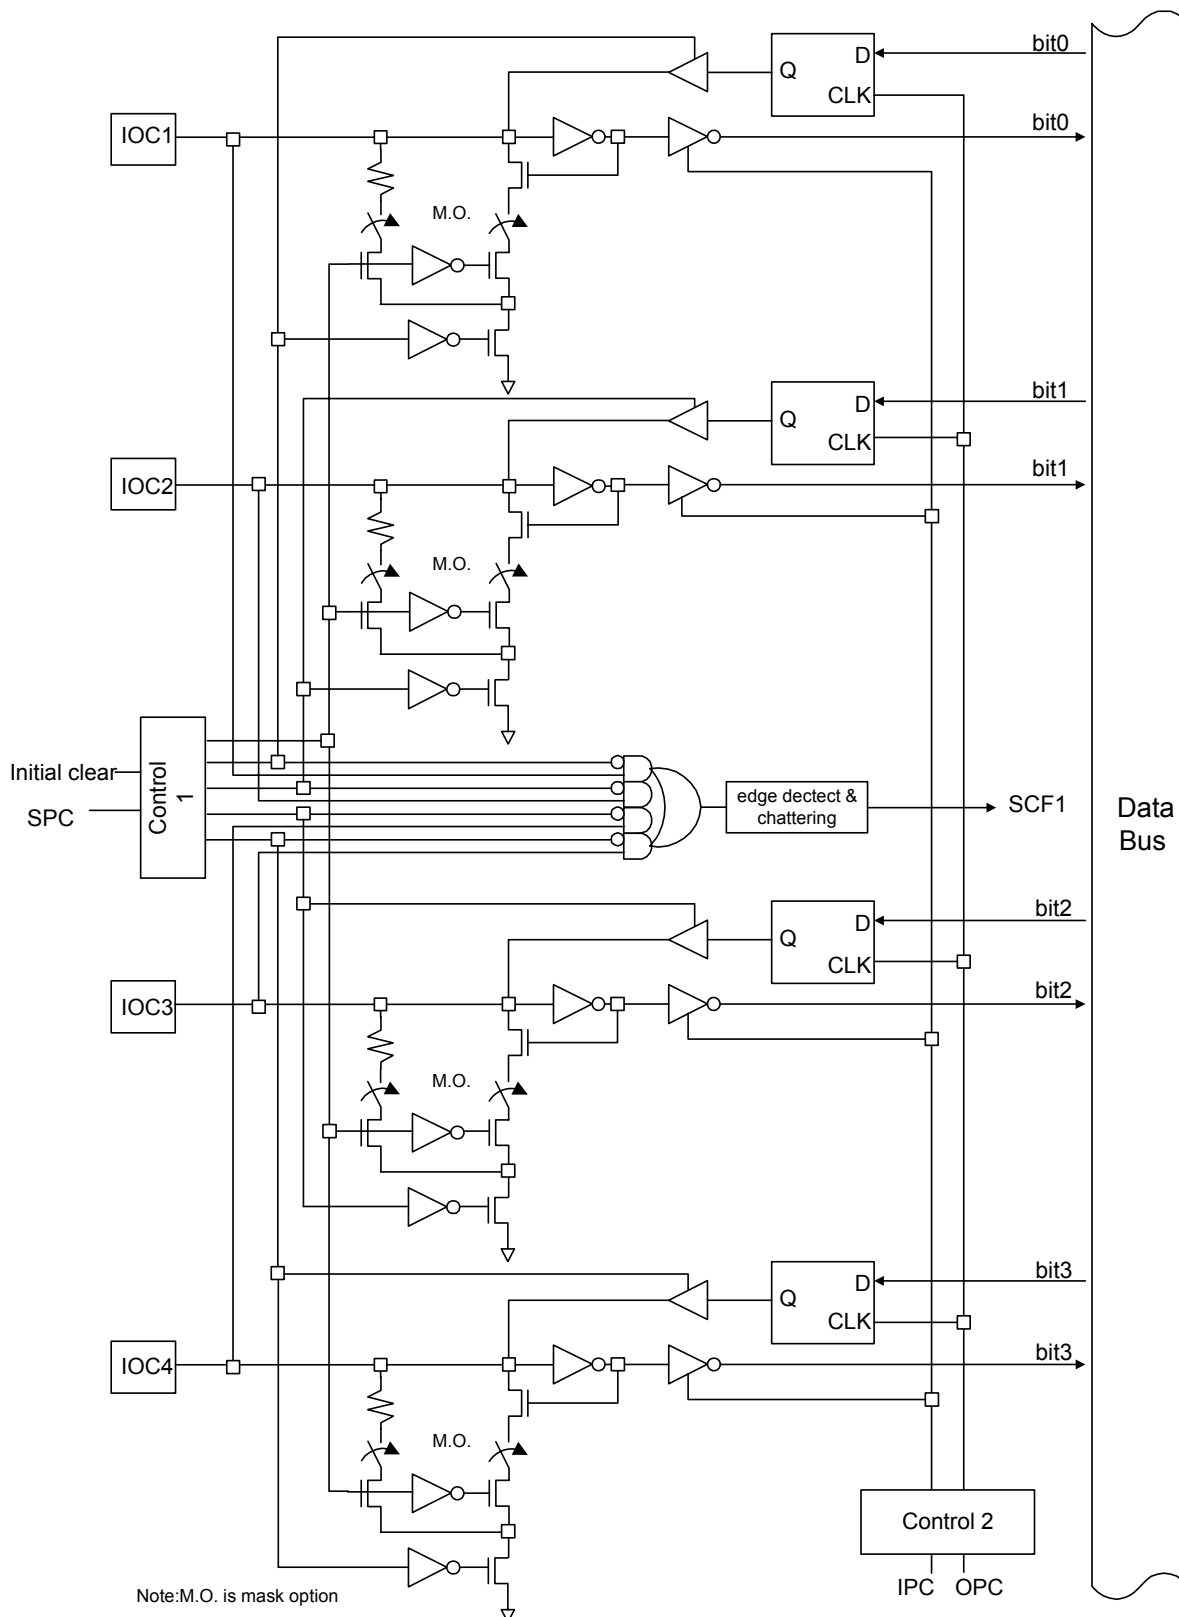 bit0
Q
D
CLK
IOC1
bit0
M.O.
bit1
Q
D
CLK
IOC2
bit1
M.O.
Initial clear
SPC
Control
1
edge dectect &
chattering
SCF1
Data
Bus
bit2
Q
D
CLK
IOC3
bit2
M.O.
bit3
Q
D
CLK
IOC4
bit3
M.O.
Control 2
IPC
OPC
Note:M.O. is mask option